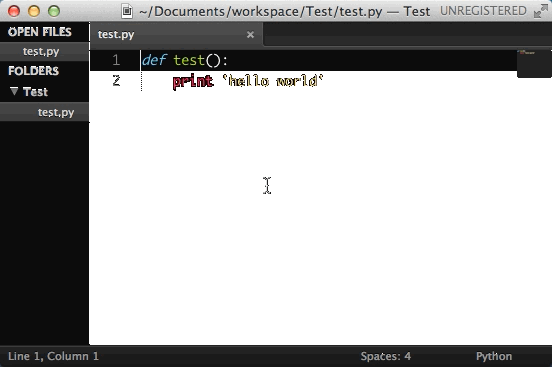 ~/Documents/workspace/Test/test.py — Test
UNREGISTERED
OPEN FILES
test.py
FOLDERS
Test
test.py
test.py
1 def test():
2 print 'hello world'
Line 1, Column 1
Spaces: 4
Python